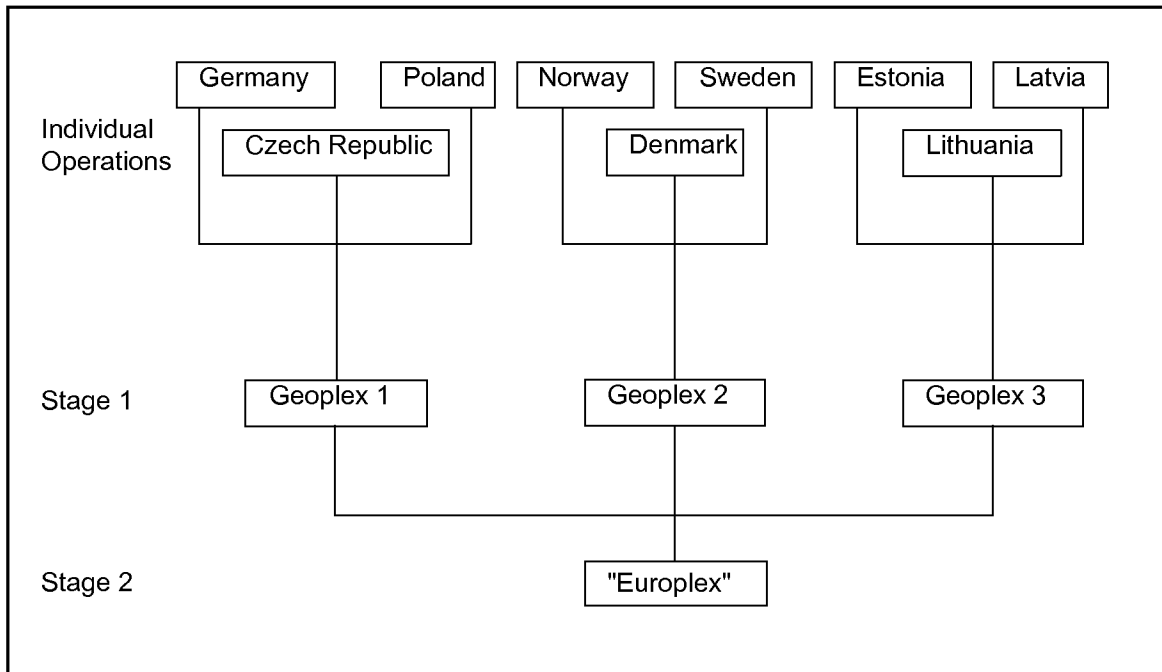 Germany
Poland
Norway
Sweden
Estonia
Latvia
Individual
Operations
Czech Republic
Denmark
Lithuania
Stage 1
Geoplex 1
Geoplex 2
Geoplex 3
Stage 2
"Europlex"